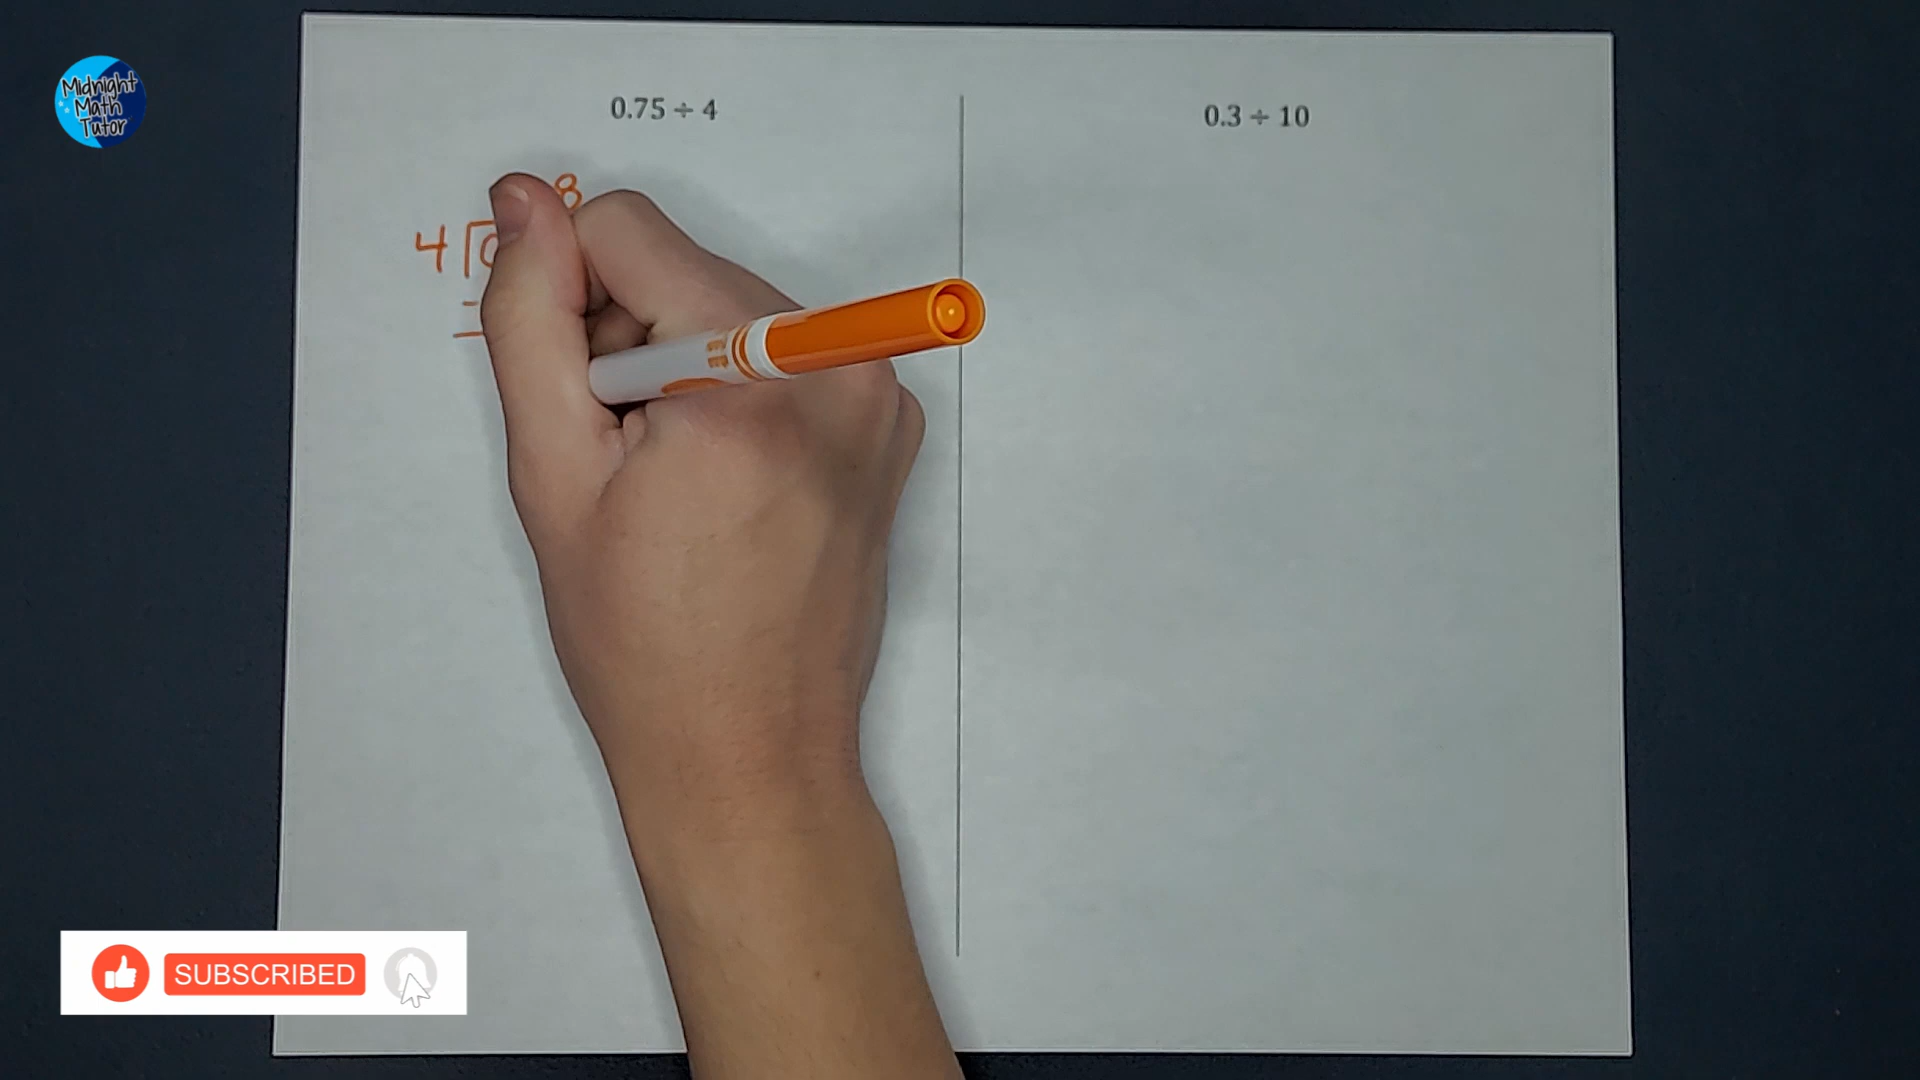 Midnight
Math
Tutor
0.75 ÷ 4
0.3 ÷ 10
8
4
SUBSCRIBED